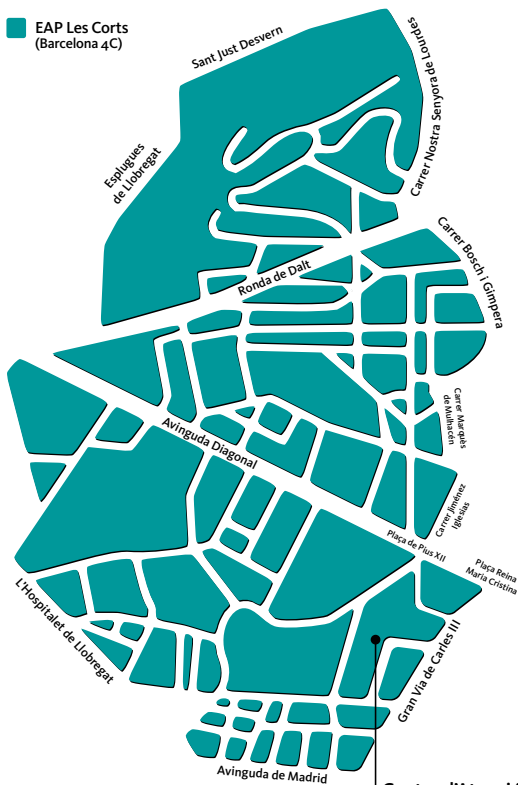 EAP Les Corts
(Barcelona 4C)
Sant Just Desvern
Carrer Nostra Senyora de Lourdes
Esplugues
de Llobregat
Carrer Bosch i Gimpera
Ronda de Dalt
Carrer Marquès
de Mulhacén
Avinguda Diagonal
Carrer Jiménez
Iglesias
Plaça de Pius XII
Plaça Reina
Maria Cristina
L'Hospitalet de Llobregat
Gran Via de Carles III
Avinguda de Madrid